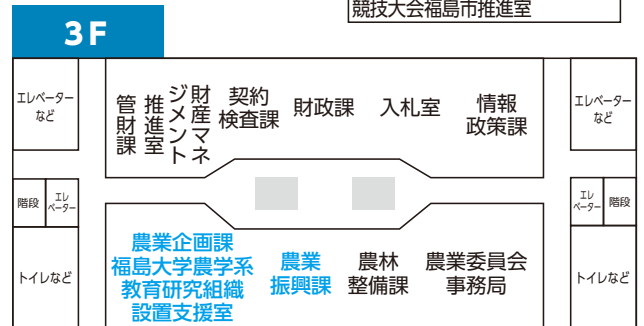 競技大会福島市推進室
3F
エレベーター
など
管財課
財産マネ
ジメント
推進室
契約
検査課
財政課
入札室
情報
政策課
エレベーター
など
階段
エレ
ベーター
エレ
ベーター
階段
トイレなど
農業企画課
福島大学農学系
教育研究組織
設置支援室
農業
振興課
農林
整備課
農業委員会
事務局
トイレなど